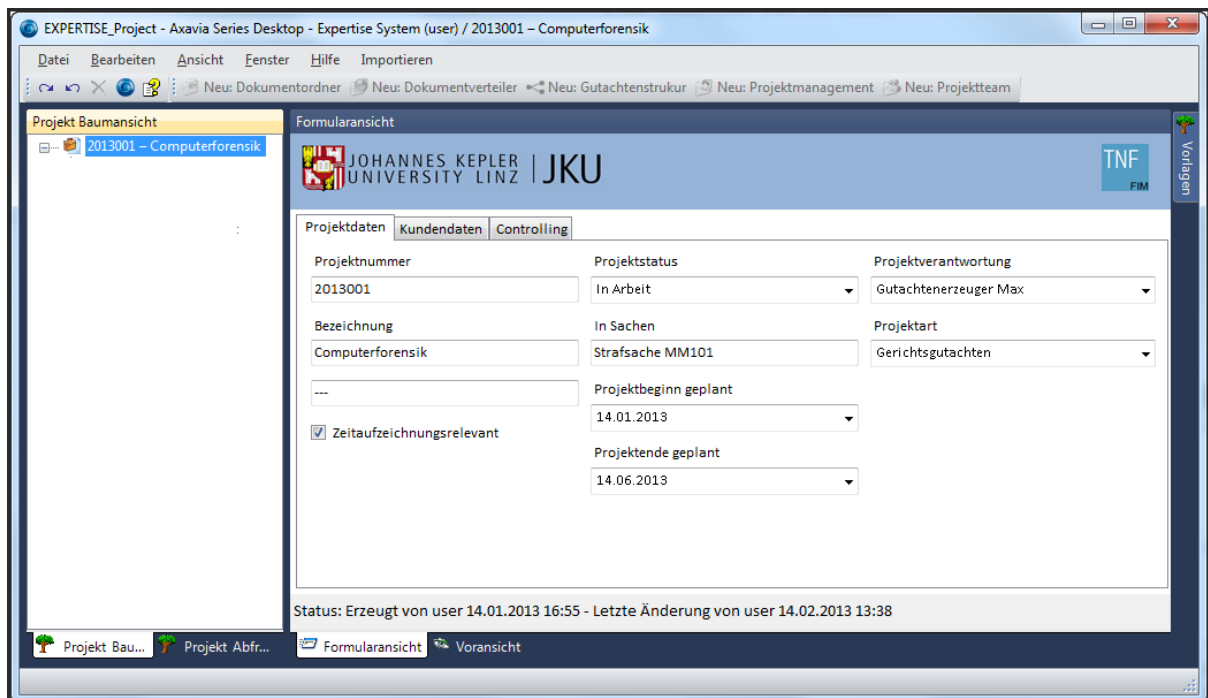 EXPERTISE_Project - Axavia Series Desktop - Expertise System (user) / 2013001 – Computerforensik
Datei Bearbeiten Ansicht Fenster Hilfe Importieren
Neu: Dokumentordner Neu: Dokumentverteiler Neu: Gutachtenstrukur Neu: Projektmanagement Neu: Projektteam
Projekt Baumansicht
2013001 – Computerforensik
Formularansicht
JOHANNES KEPLER
UNIVERSITY LINZ | JKU
TNF
FIM
Vorlagen
Projektdaten Kundendaten Controlling
Projektnummer Projektstatus Projektverantwortung
2013001 In Arbeit Gutachtenerzeuger Max
Bezeichnung In Sachen Projektart
Computerforensik Strafsache MM101 Gerichtsgutachten
--- Projektbeginn geplant
14.01.2013
Zeitaufzeichnungsrelevant
Projektende geplant
14.06.2013
Status: Erzeugt von user 14.01.2013 16:55 - Letzte Änderung von user 14.02.2013 13:38
Projekt Bau... Projekt Abfr... Formularansicht Voransicht